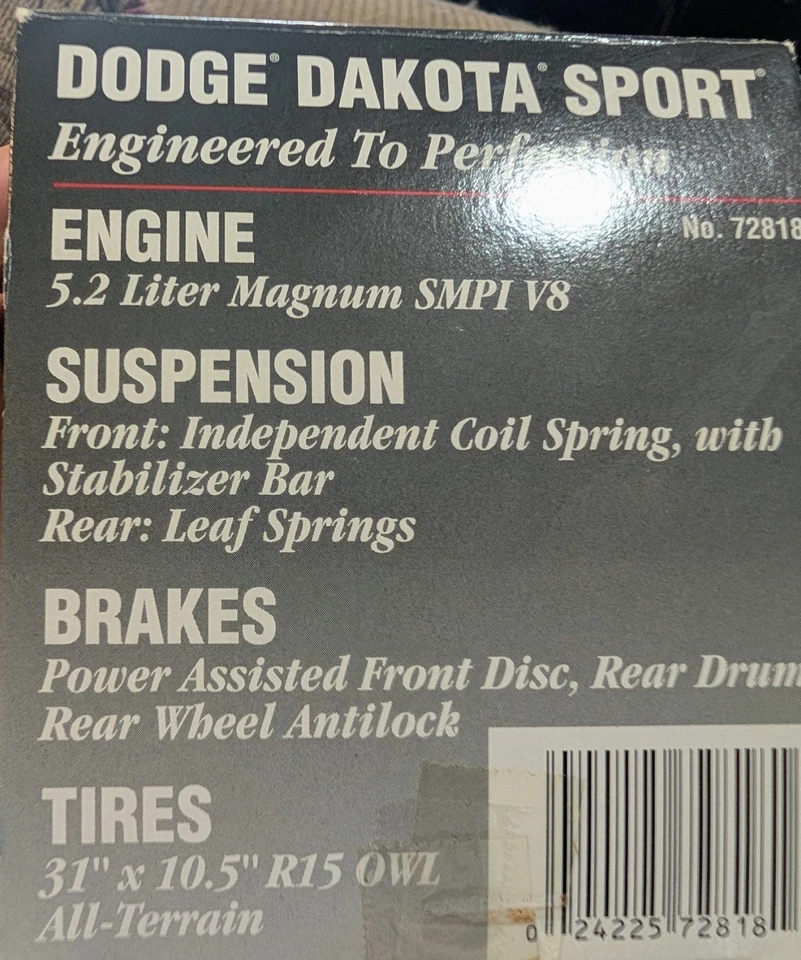 DODGE® DAKOTA® SPORT®
Engineered To Perfection
ENGINE
No. 72818
5.2 Liter Magnum SMPI V8
SUSPENSION
Front: Independent Coil Spring, with
Stabilizer Bar
Rear: Leaf Springs
BRAKES
Power Assisted Front Disc, Rear Drum
Rear Wheel Antilock
TIRES
31" x 10.5" R15 OWL
All-Terrain
0 24225 72818